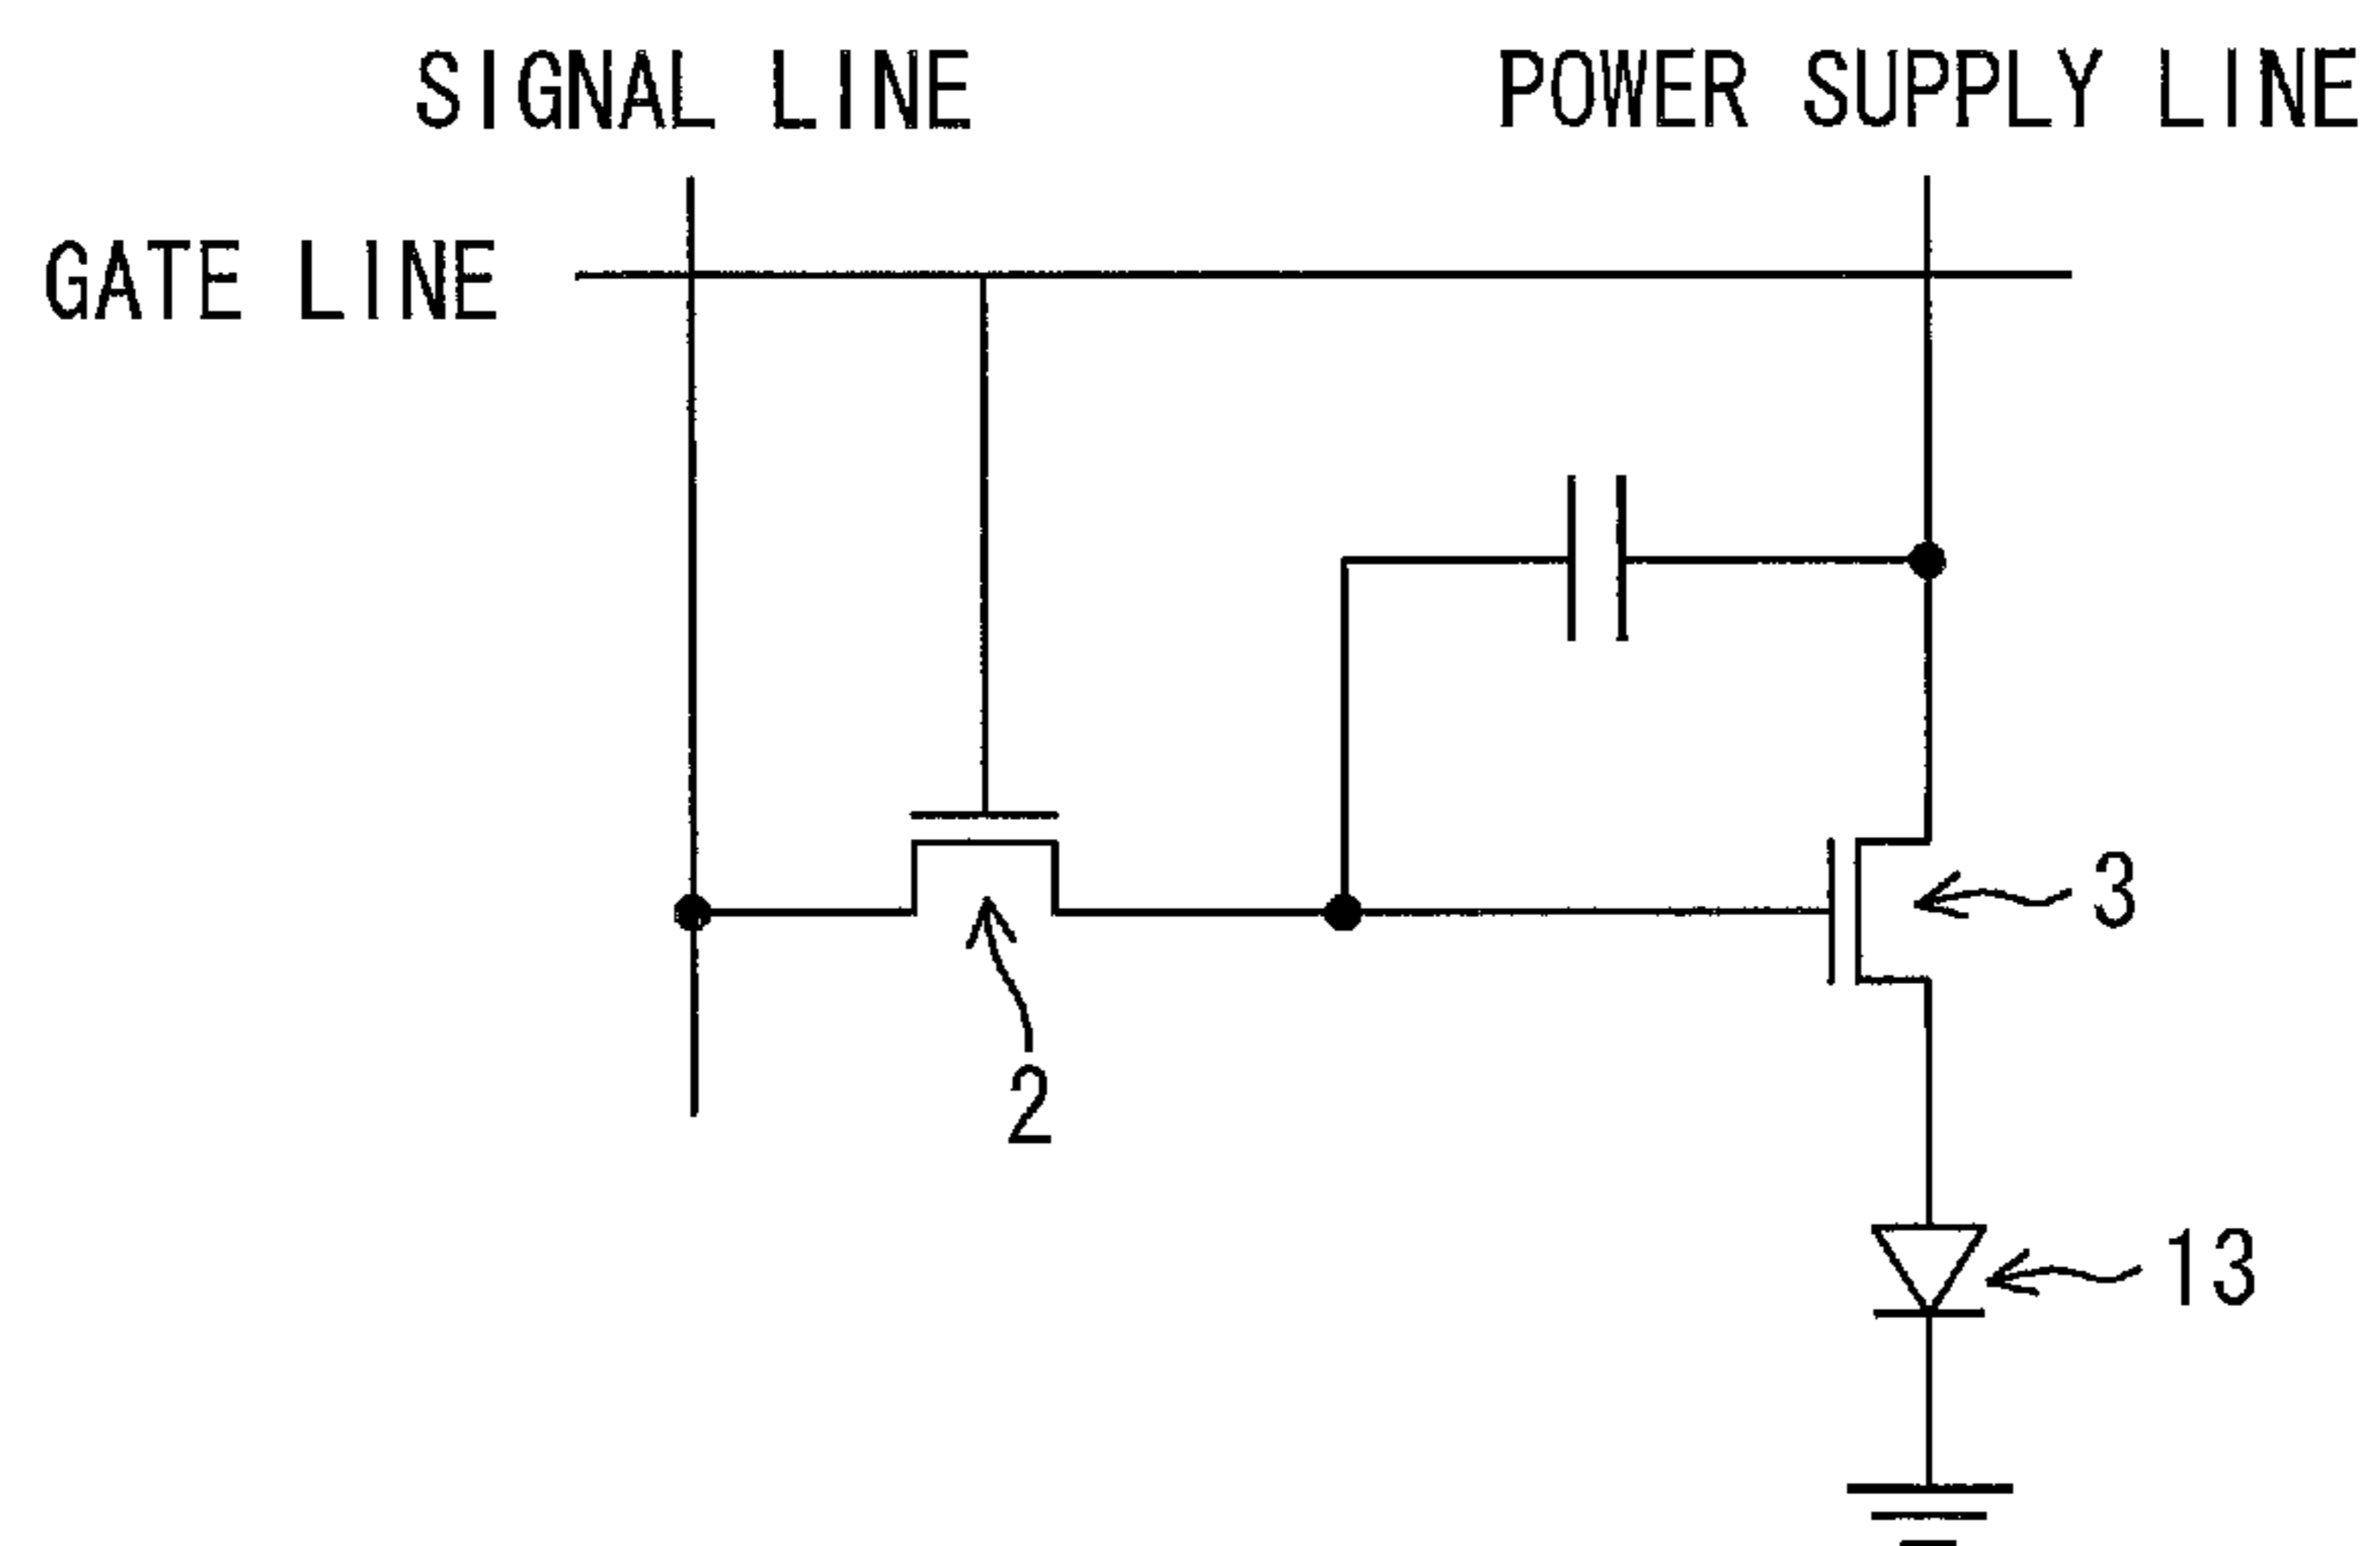 SIGNAL LINE
POWER SUPPLY LINE
GATE LINE
3
2
13